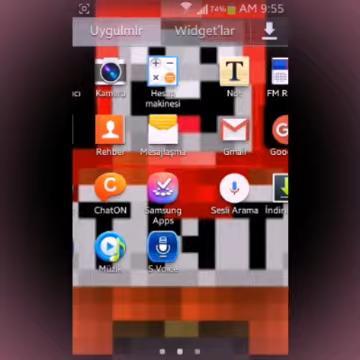 74% AM 9:55
Uygulmlr Widget'lar
Kamera Hesap makinesi Not FM R
Rehber Mesajlaşma Gmail Goo
ChatON Samsung Apps Sesli Arama İndiri
Müzik S Voice